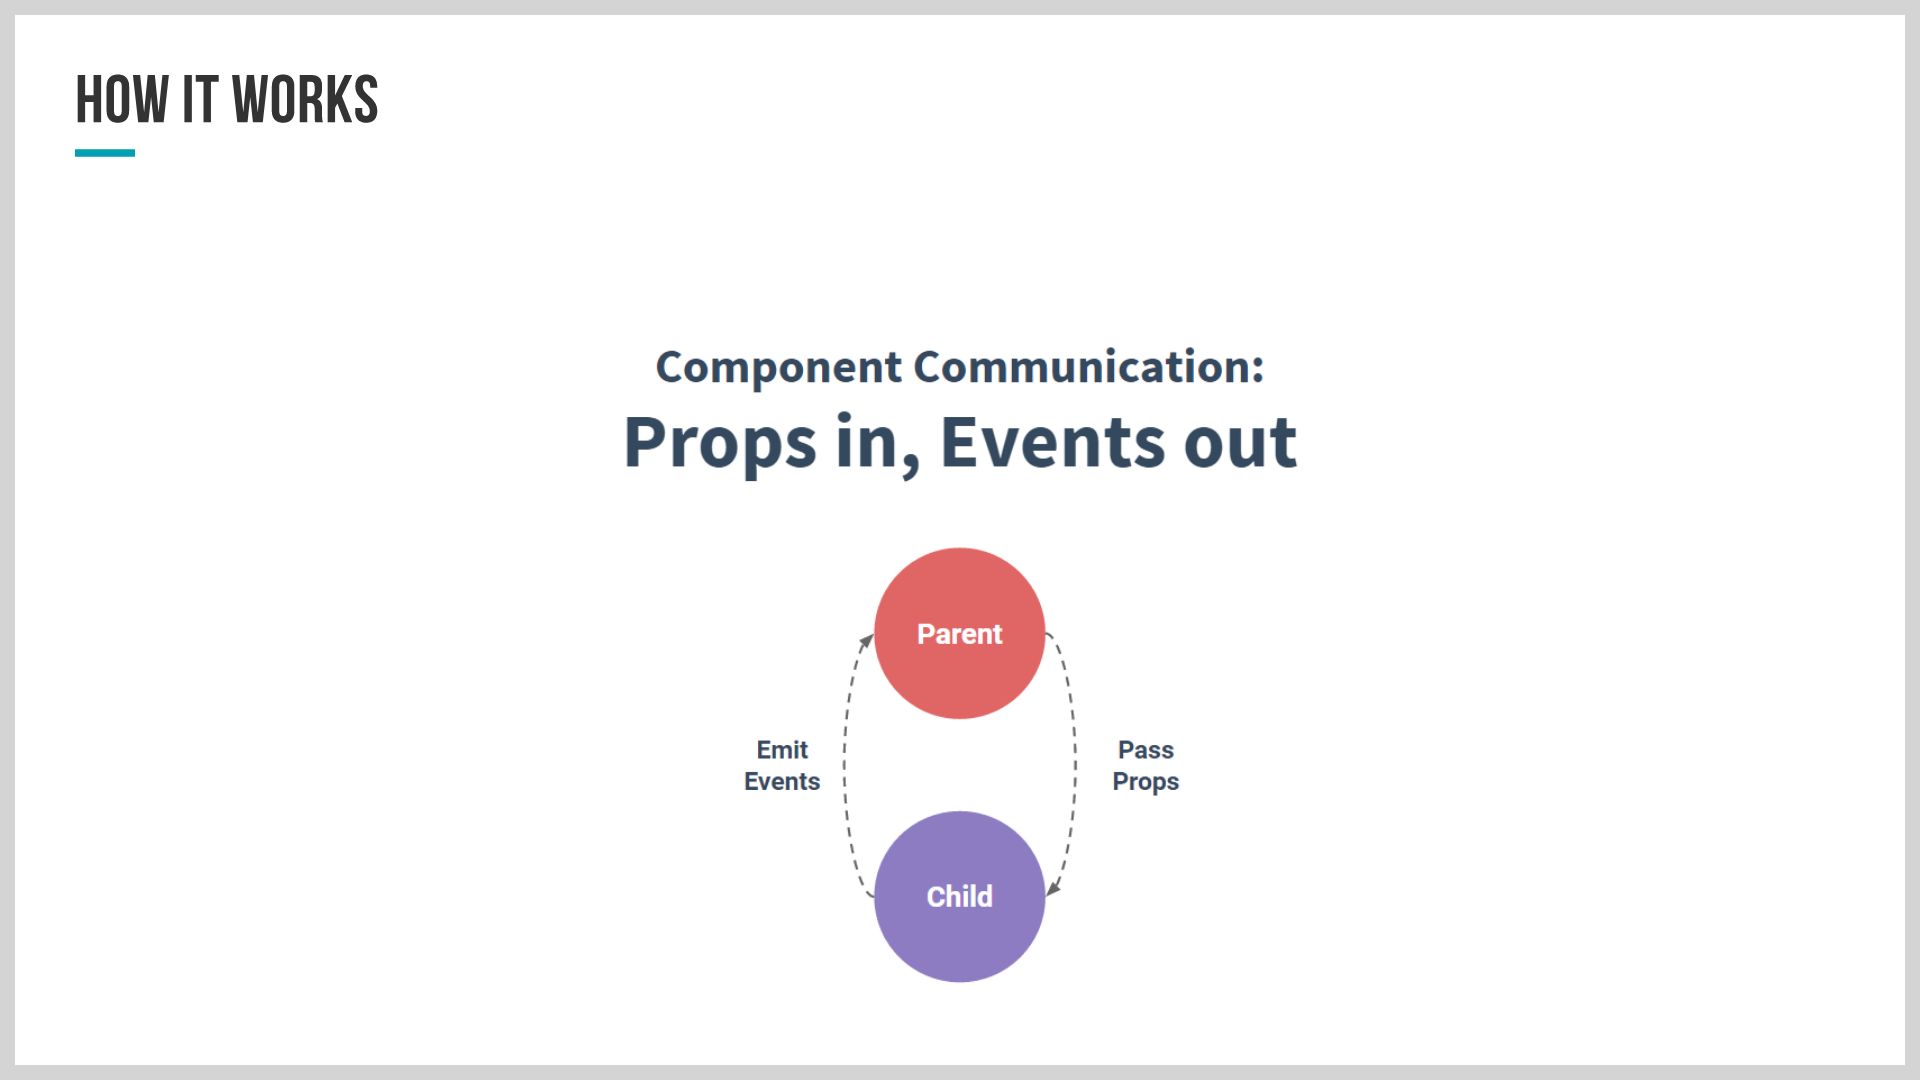 HOW IT WORKS
Component Communication:
Props in, Events out
Parent
Emit
Events
Pass
Props
Child